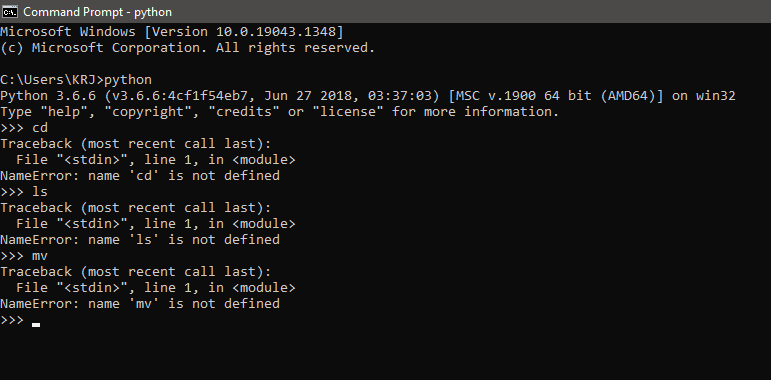 Command Prompt - python
Microsoft Windows [Version 10.0.19043.1348]
(c) Microsoft Corporation. All rights reserved.
C:\Users\KRJ>python
Python 3.6.6 (v3.6.6:4cf1f54eb7, Jun 27 2018, 03:37:03) [MSC v.1900 64 bit (AMD64)] on win32
Type "help", "copyright", "credits" or "license" for more information.
>>> cd
Traceback (most recent call last):
  File "<stdin>", line 1, in <module>
NameError: name 'cd' is not defined
>>> ls
Traceback (most recent call last):
  File "<stdin>", line 1, in <module>
NameError: name 'ls' is not defined
>>> mv
Traceback (most recent call last):
  File "<stdin>", line 1, in <module>
NameError: name 'mv' is not defined
>>>